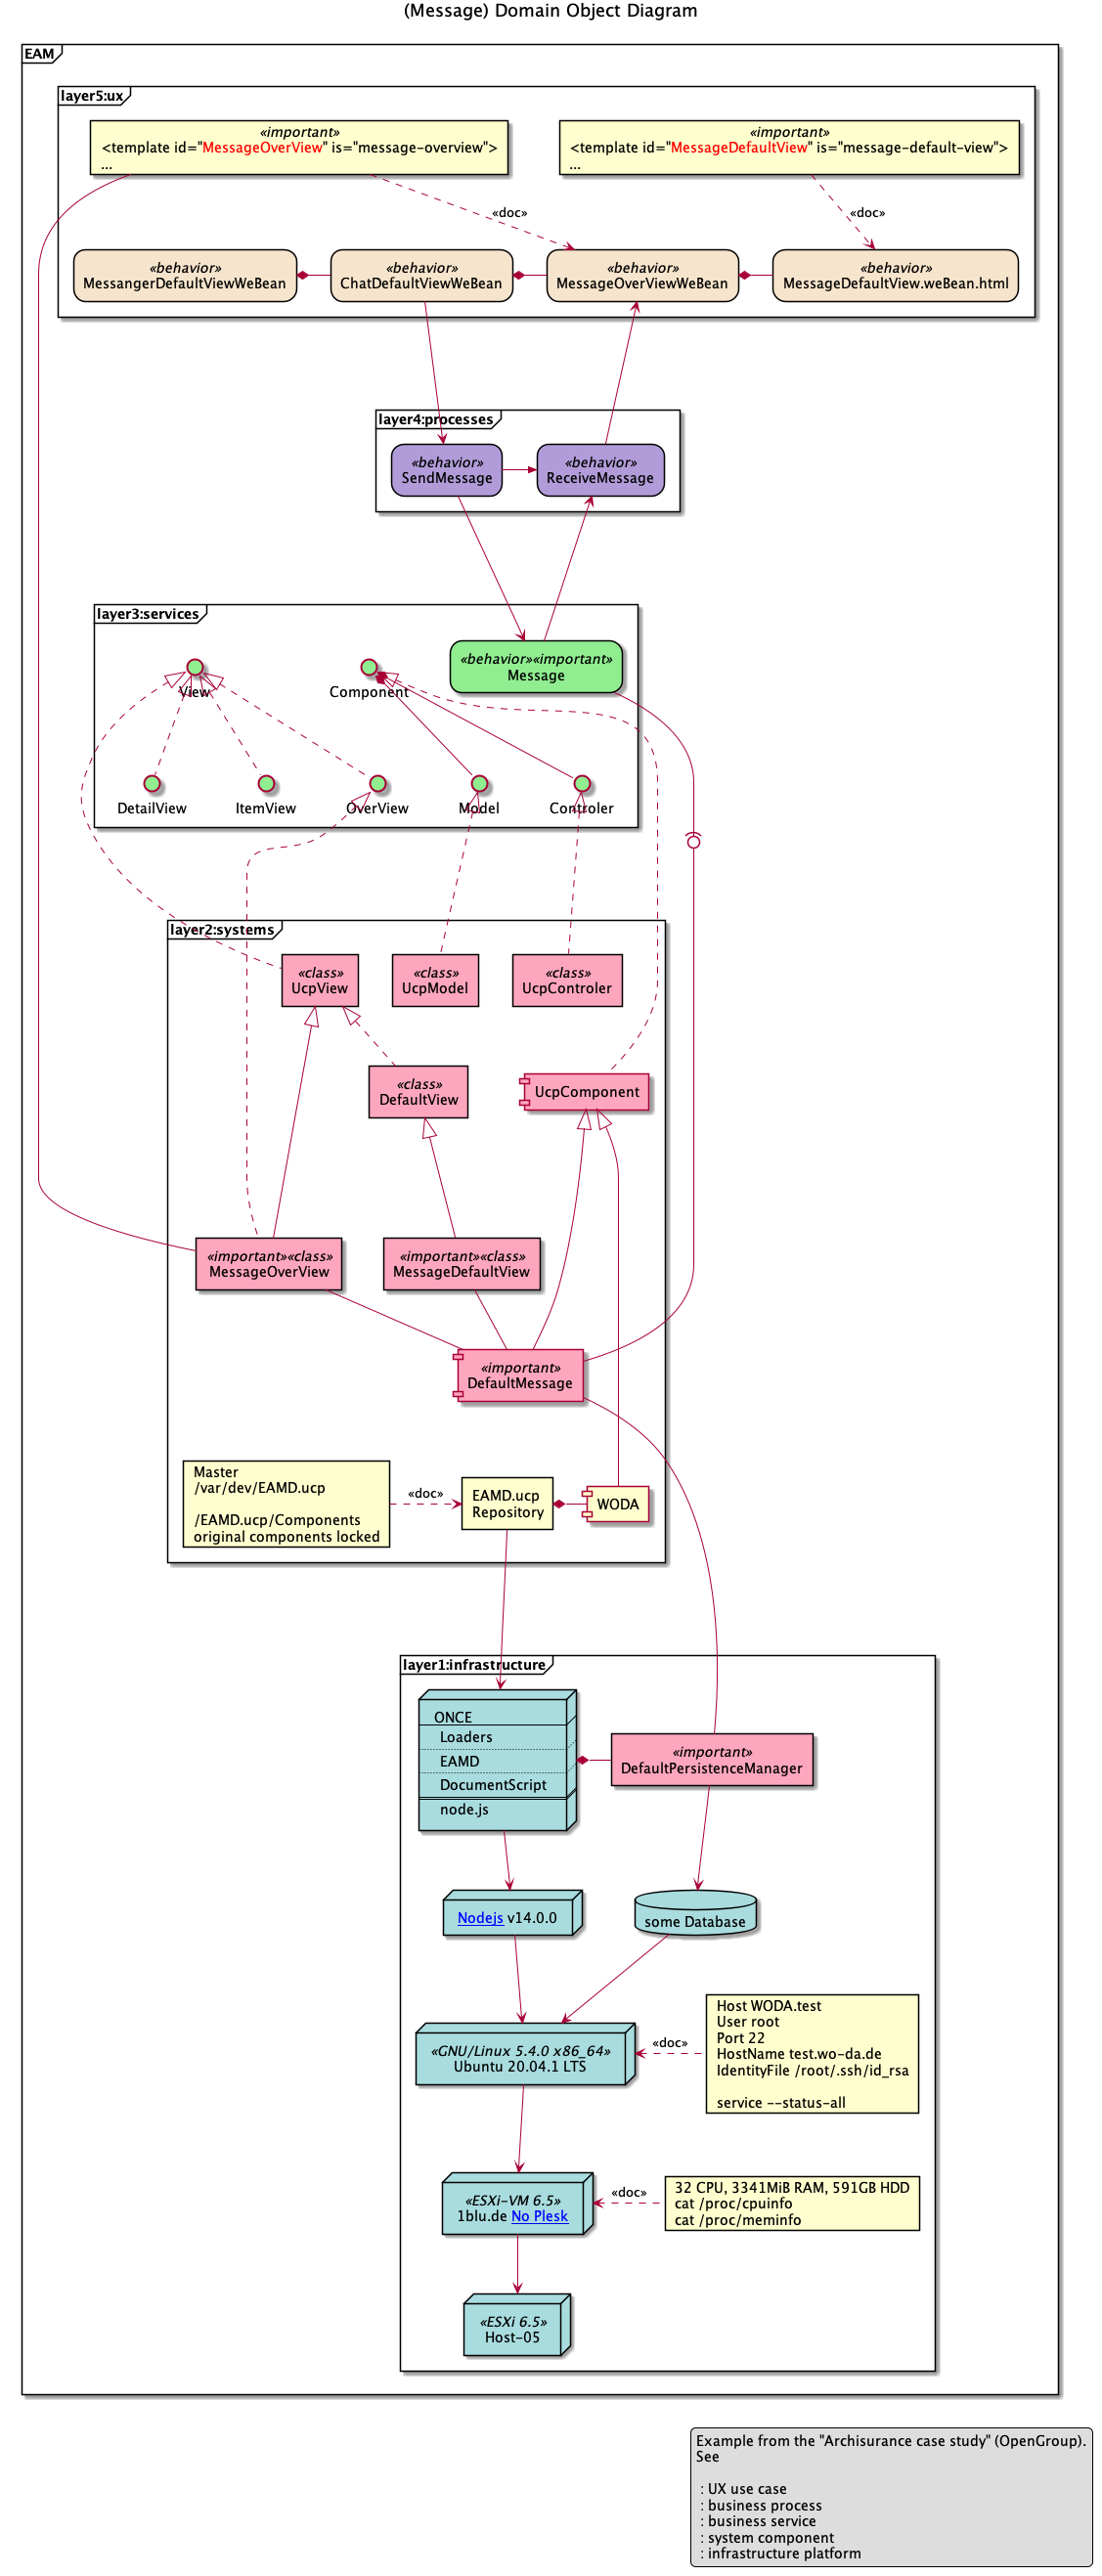 (Message) Domain Object Diagram
EAM
layer5:ux
«important»
<template id="MessageOverView" is="message-overview">
...
«important»
<template id="MessageDefaultView" is="message-default-view">
...
«doc»
«doc»
«behavior»
MessangerDefaultViewWeBean
«behavior»
ChatDefaultViewWeBean
«behavior»
MessageOverViewWeBean
«behavior»
MessageDefaultView.weBean.html
layer4:processes
«behavior»
SendMessage
«behavior»
ReceiveMessage
layer3:services
View
Component
«behavior»«important»
Message
DetailView
ItemView
OverView
Model
Controler
layer2:systems
«class»
UcpView
«class»
UcpModel
«class»
UcpControler
«class»
DefaultView
UcpComponent
«important»«class»
MessageOverView
«important»«class»
MessageDefaultView
«important»
DefaultMessage
Master
/var/dev/EAMD.ucp
/EAMD.ucp/Components
original components locked
«doc»
EAMD.ucp
Repository
WODA
layer1:infrastructure
ONCE
Loaders
EAMD
DocumentScript
node.js
«important»
DefaultPersistenceManager
Nodejs v14.0.0
some Database
«GNU/Linux 5.4.0 x86_64»
Ubuntu 20.04.1 LTS
«doc»
Host WODA.test
User root
Port 22
HostName test.wo-da.de
IdentityFile /root/.ssh/id_rsa
service --status-all
«ESXi-VM 6.5»
1blu.de No Plesk
«doc»
32 CPU, 3341MiB RAM, 591GB HDD
cat /proc/cpuinfo
cat /proc/meminfo
«ESXi 6.5»
Host-05
Example from the "Archisurance case study" (OpenGroup).
See
: UX use case
: business process
: business service
: system component
: infrastructure platform